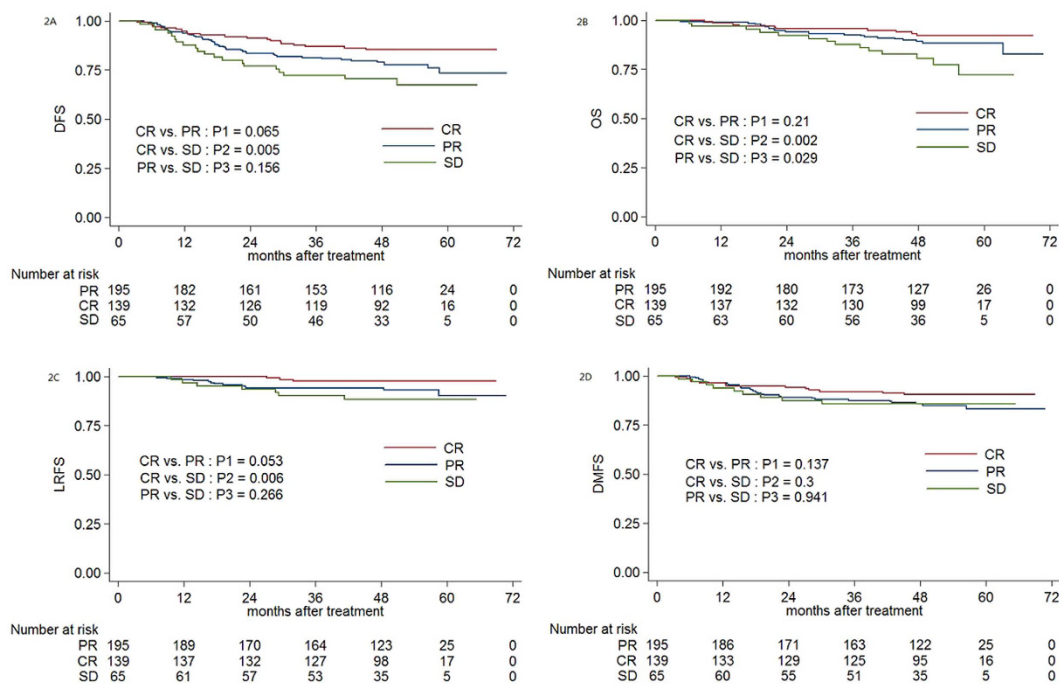 2A
1.00
0.75
0.50
0.25
0.00
DFS
CR vs. PR : P1 = 0.065
CR vs. SD : P2 = 0.005
PR vs. SD : P3 = 0.156
CR
PR
SD
0 12 24 36 48 60 72
months after treatment
Number at risk
PR 195 182 161 153 116 24 0
CR 139 132 126 119 92 16 0
SD 65 57 50 46 33 5 0
2B
1.00
0.75
0.50
0.25
0.00
OS
CR vs. PR : P1 = 0.21
CR vs. SD : P2 = 0.002
PR vs. SD : P3 = 0.029
CR
PR
SD
0 12 24 36 48 60 72
months after treatment
Number at risk
PR 195 192 180 173 127 26 0
CR 139 137 132 130 99 17 0
SD 65 63 60 56 36 5 0
2C
1.00
0.75
0.50
0.25
0.00
LRFS
CR vs. PR : P1 = 0.053
CR vs. SD : P2 = 0.006
PR vs. SD : P3 = 0.266
CR
PR
SD
0 12 24 36 48 60 72
months after treatment
Number at risk
PR 195 189 170 164 123 25 0
CR 139 137 132 127 98 17 0
SD 65 61 57 53 35 5 0
2D
1.00
0.75
0.50
0.25
0.00
DMFS
CR vs. PR : P1 = 0.137
CR vs. SD : P2 = 0.3
PR vs. SD : P3 = 0.941
CR
PR
SD
0 12 24 36 48 60 72
months after treatment
Number at risk
PR 195 186 171 163 122 25 0
CR 139 133 129 125 95 16 0
SD 65 60 55 51 35 5 0